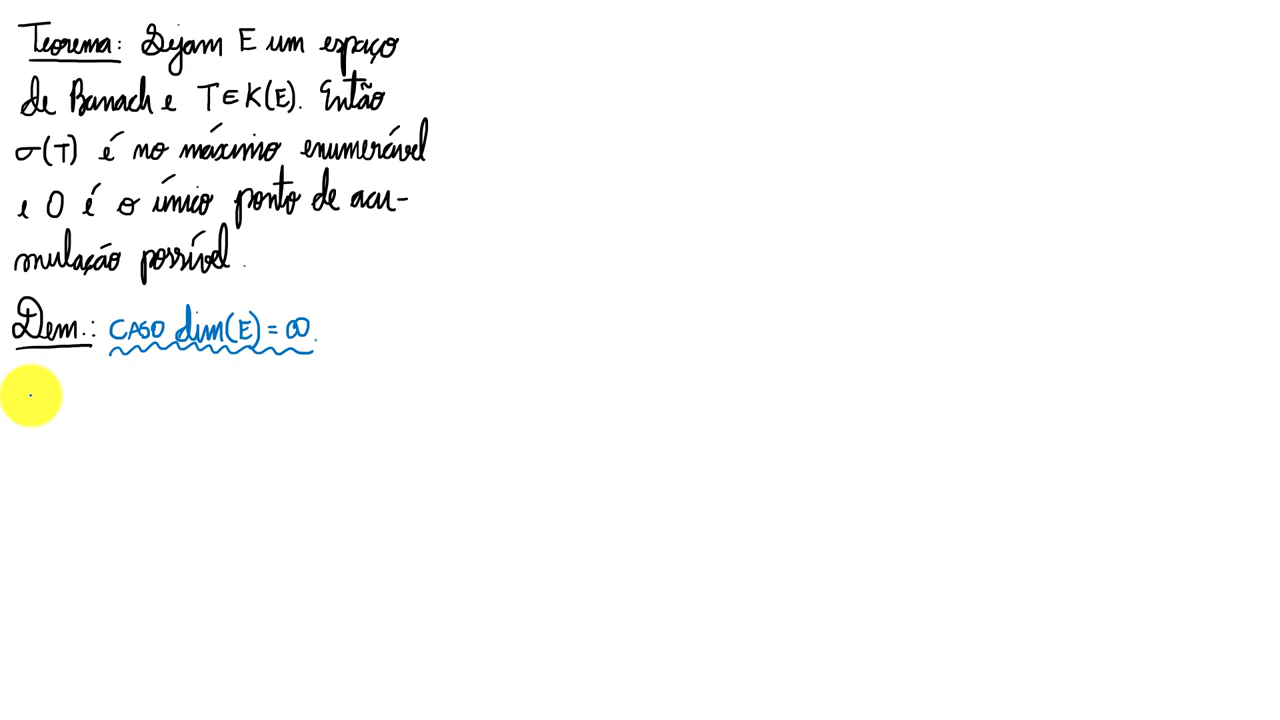 Teorema: Sejam E um espaço
de Banach e T ∈ K(E). Então
σ(T) é no máximo enumerável
e 0 é o único ponto de acu-
mulação possível.
Dem.: CASO dim(E) = ∞.